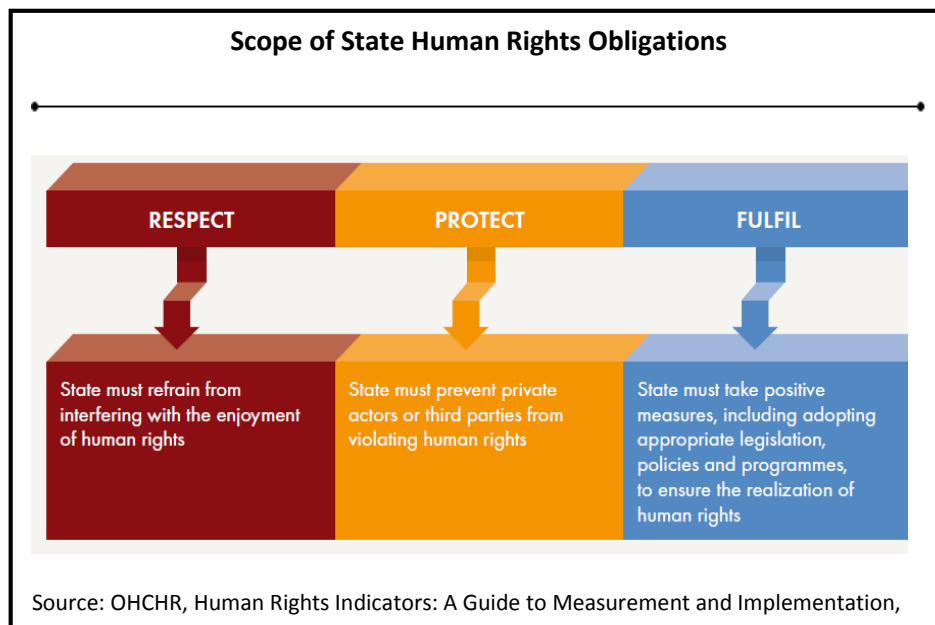 Scope of State Human Rights Obligations
RESPECT
PROTECT
FULFIL
State must refrain from
interfering with the enjoyment
of human rights
State must prevent private
actors or third parties from
violating human rights
State must take positive
measures, including adopting
appropriate legislation,
policies and programmes,
to ensure the realization of
human rights
Source: OHCHR, Human Rights Indicators: A Guide to Measurement and Implementation,